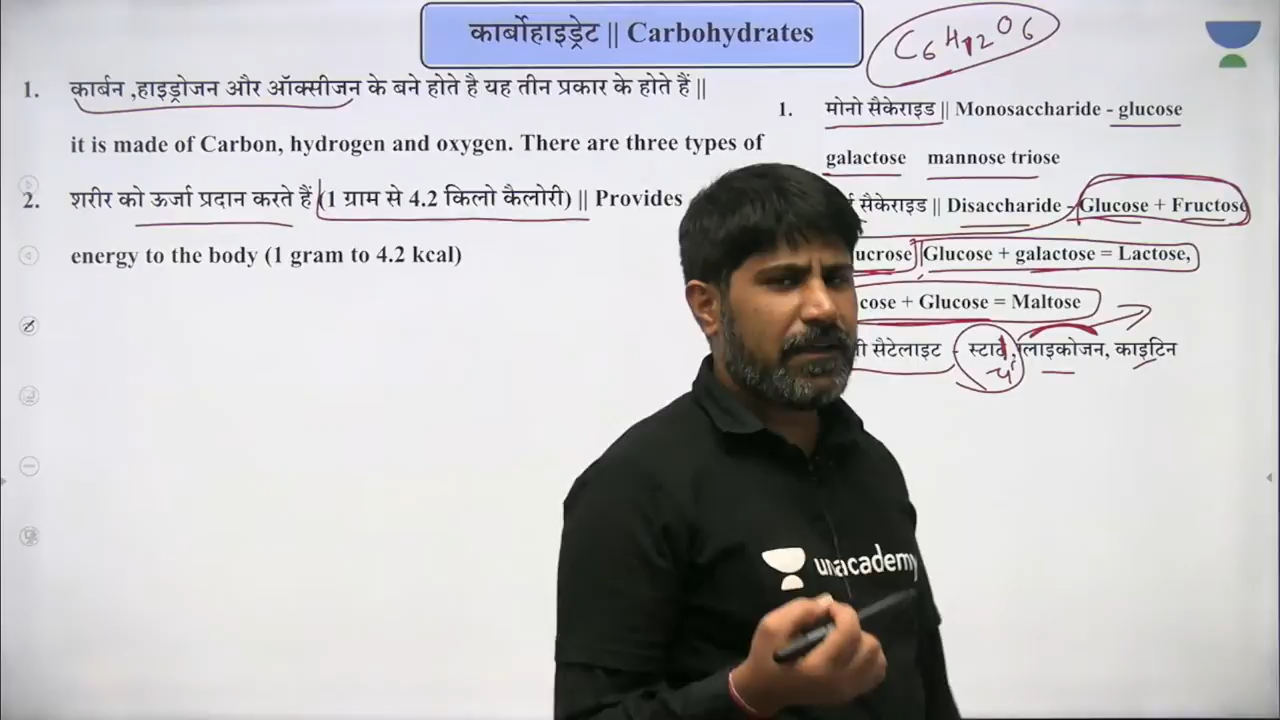 कार्बोहाइड्रेट || Carbohydrates
C6H12O6
1. कार्बन ,हाइड्रोजन और ऑक्सीजन के बने होते है यह तीन प्रकार के होते हैं ||
it is made of Carbon, hydrogen and oxygen. There are three types of
2. शरीर को ऊर्जा प्रदान करते हैं (1 ग्राम से 4.2 किलो कैलोरी) || Provides
energy to the body (1 gram to 4.2 kcal)
1. मोनो सैकेराइड || Monosaccharide - glucose
galactose mannose triose
सैकेराइड || Disaccharide - Glucose + Fructose
ucrose Glucose + galactose = Lactose,
cose + Glucose = Maltose
सैटेलाइट - स्टार्च, ग्लाइकोजन, काइटिन
unacademy